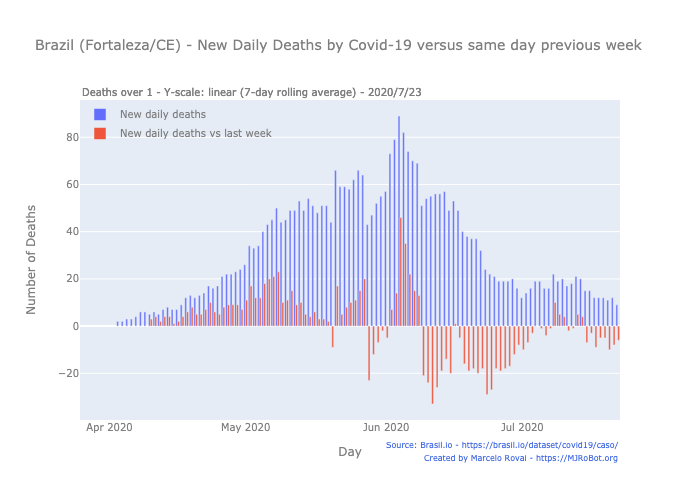 Brazil (Fortaleza/CE) - New Daily Deaths by Covid-19 versus same day previous week
Deaths over 1 - Y-scale: linear (7-day rolling average) - 2020/7/23
New daily deaths
New daily deaths vs last week
80
60
40
20
0
−20
Number of Deaths
Apr 2020
May 2020
Jun 2020
Jul 2020
Day
Source: Brasil.io - https://brasil.io/dataset/covid19/caso/
Created by Marcelo Rovai - https://MJRoBot.org